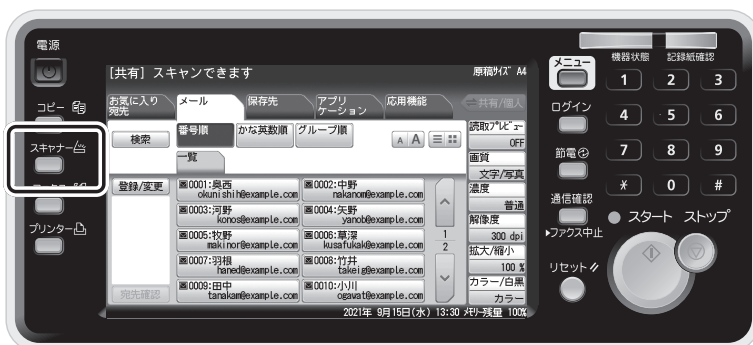 電源
コピー
スキャナー
プリンター
[共有] スキャンできます
原稿ｻｲｽﾞ A4
お気に入り
宛先
メール
保存先
アプリ
ケーション
応用機能
共有/個人
検索
番号順
かな英数順
グループ順
A A
一覧
登録/変更
0001:奥西
okunishi@example.com
0002:中野
nakanom@example.com
0003:河野
konos@example.com
0004:矢野
yanob@example.com
0005:牧野
makinor@example.com
0006:草深
kusafukak@example.com
0007:羽根
haned@example.com
0008:竹井
takeig@example.com
0009:田中
tanakam@example.com
0010:小川
ogavat@example.com
宛先確認
1
2
読取ﾌﾟﾚﾋﾞｭｰ
OFF
画質
文字/写真
濃度
普通
解像度
300 dpi
拡大/縮小
100 %
カラー/白黒
カラー
2021年 9月15日(水) 13:30 ﾒﾓﾘｰ残量 100%
メニュー
ログイン
節電
通信確認
ファクス中止
リセット
機器状態
記録紙確認
1 2 3
4 5 6
7 8 9
* 0 #
スタート ストップ